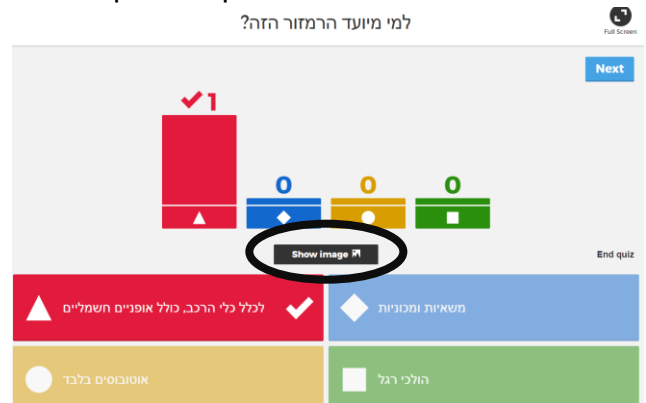 למי מיועד הרמזור הזה?
Full Screen
Next
1
0
0
0
Show image
End quiz
לכלל כלי הרכב, כולל אופניים חשמליים
משאיות ומכוניות
אוטובוסים בלבד
הולכי רגל